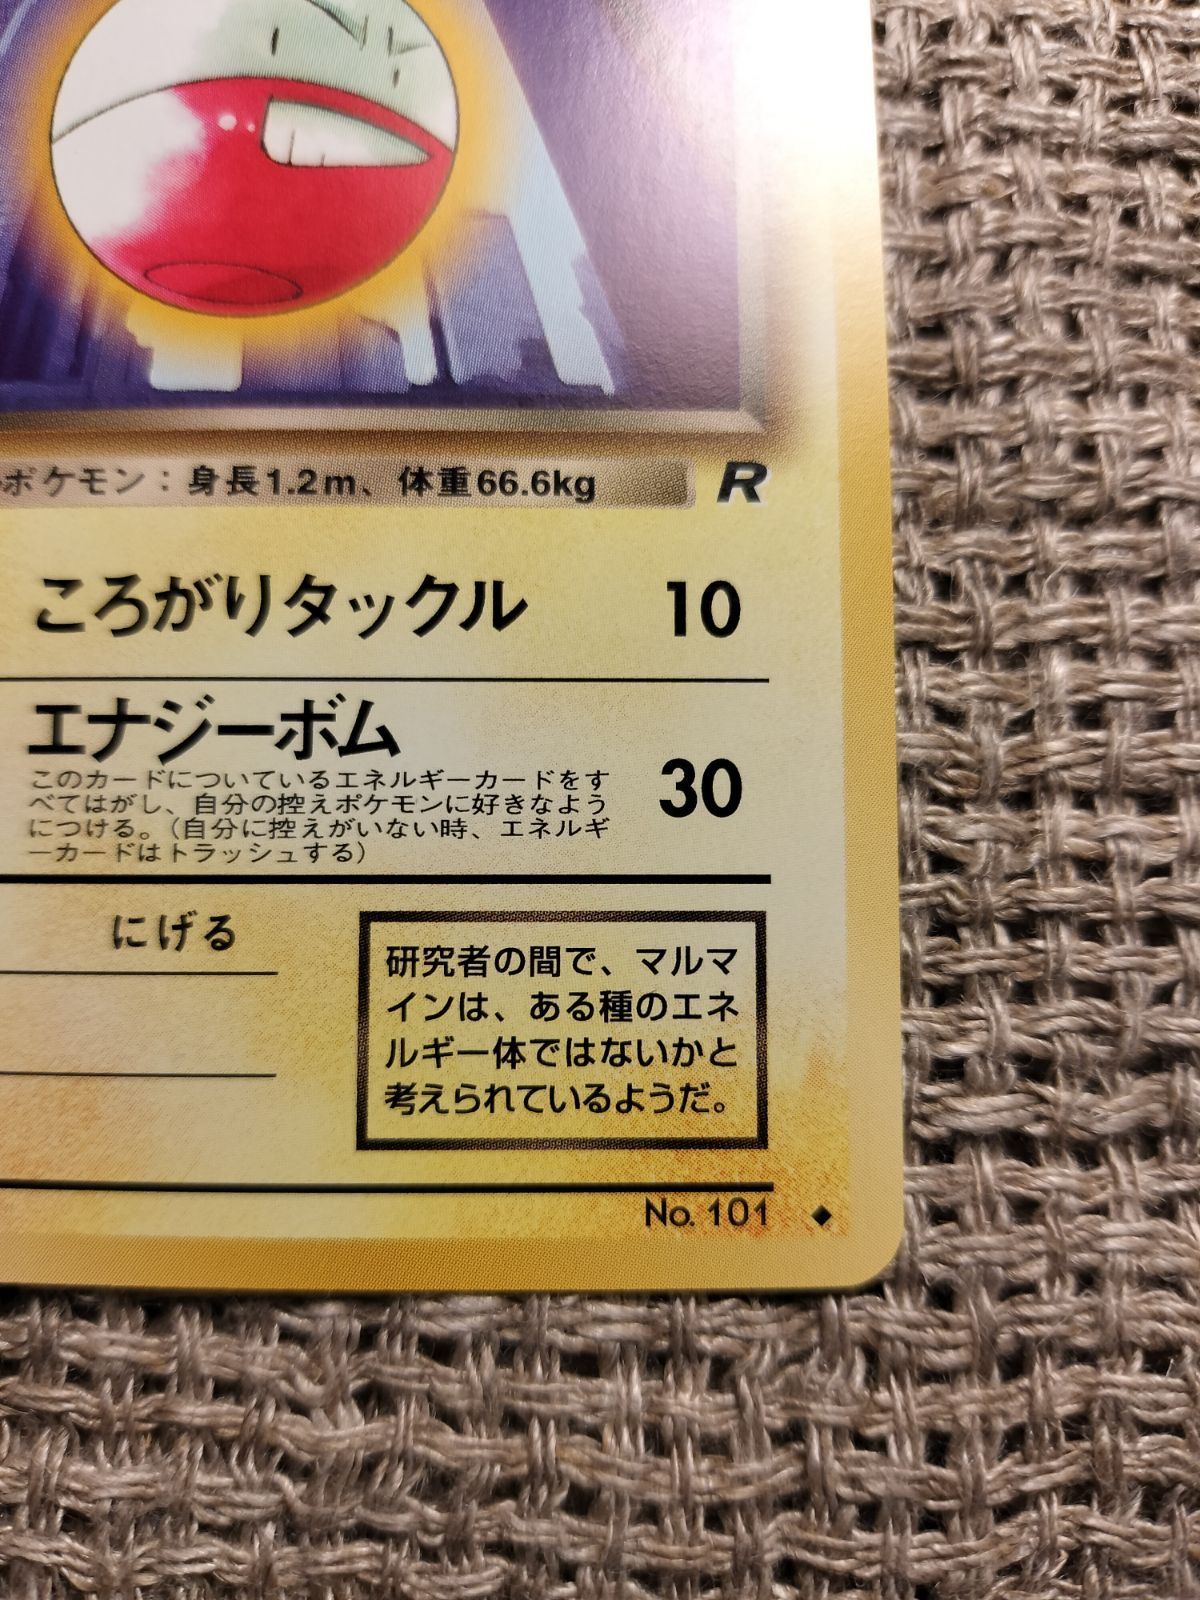 ポケモン：身長1.2m、体重66.6kg
R
ころがりタックル 10
エナジーボム
30
このカードについているエネルギーカードをす
べてはがし、自分の控えポケモンに好きなよう
につける。（自分に控えがいない時、エネルギ
ーカードはトラッシュする）
にげる
研究者の間で、マルマ
インは、ある種のエネ
ルギー体ではないかと
考えられているようだ。
No. 101